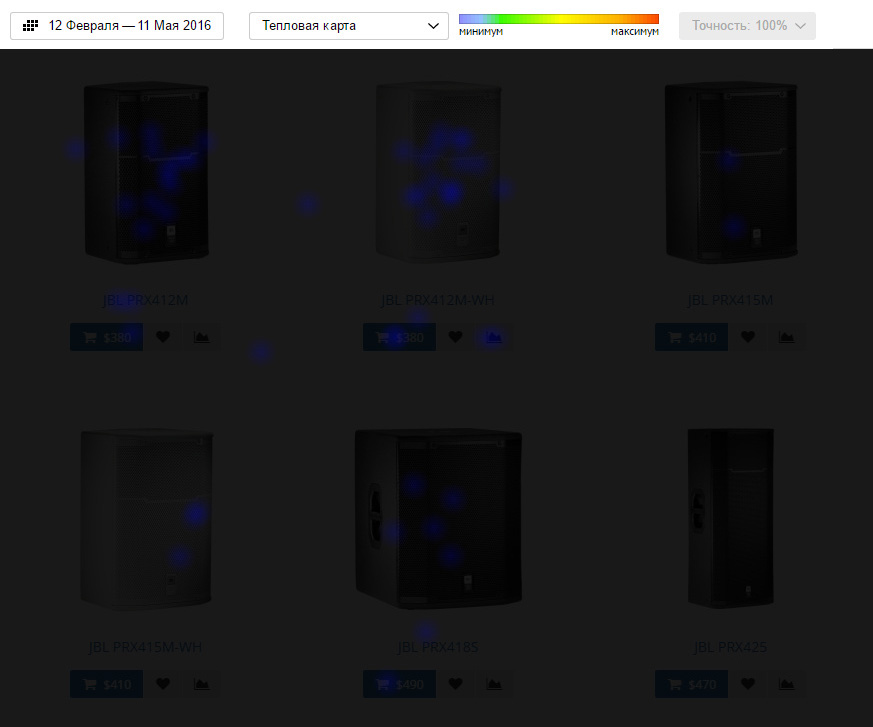 12 Февраля — 11 Мая 2016
Тепловая карта
минимум
максимум
Точность: 100%
JBL PRX412M
JBL PRX412M-WH
JBL PRX415M
$380
$380
$410
JBL PRX415M-WH
JBL PRX418S
JBL PRX425
$410
$490
$470